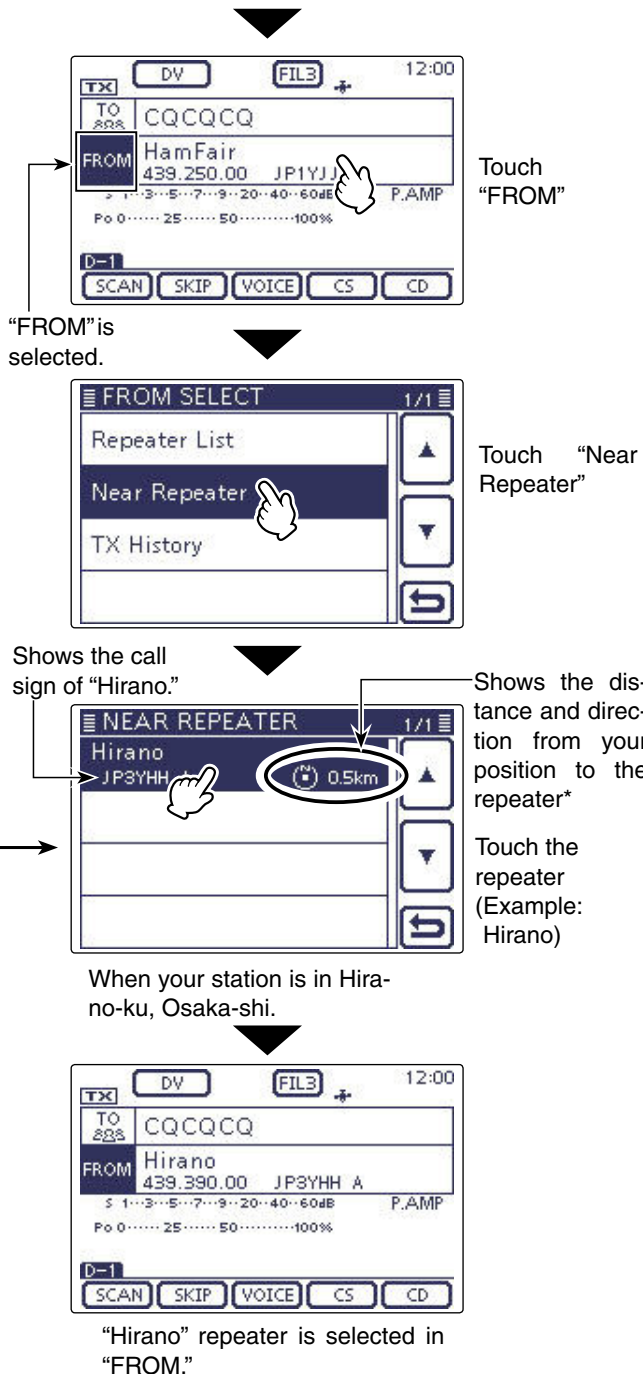 DV FIL3 12:00
TX
TO CQCQCQ
FROM HamFair
439.250.00 JP1YJ
S 1··3··5··7··9··20··40··60dB P.AMP
Po 0······25······50··········100%
D-1
SCAN SKIP VOICE CS CD
Touch
“FROM”
“FROM” is
selected.
FROM SELECT 1/1
Repeater List
Near Repeater
TX History
Touch “Near
Repeater”
Shows the call
sign of “Hirano.”
NEAR REPEATER 1/1
Hirano
JP3YHH 0.5km
Shows the dis-
tance and direc-
tion from your
position to the
repeater*
Touch the
repeater
(Example:
Hirano)
When your station is in Hira-
no-ku, Osaka-shi.
DV FIL3 12:00
TX
TO CQCQCQ
FROM Hirano
439.390.00 JP3YHH A
S 1··3··5··7··9··20··40··60dB P.AMP
Po 0······25······50··········100%
D-1
SCAN SKIP VOICE CS CD
“Hirano” repeater is selected in
“FROM.”